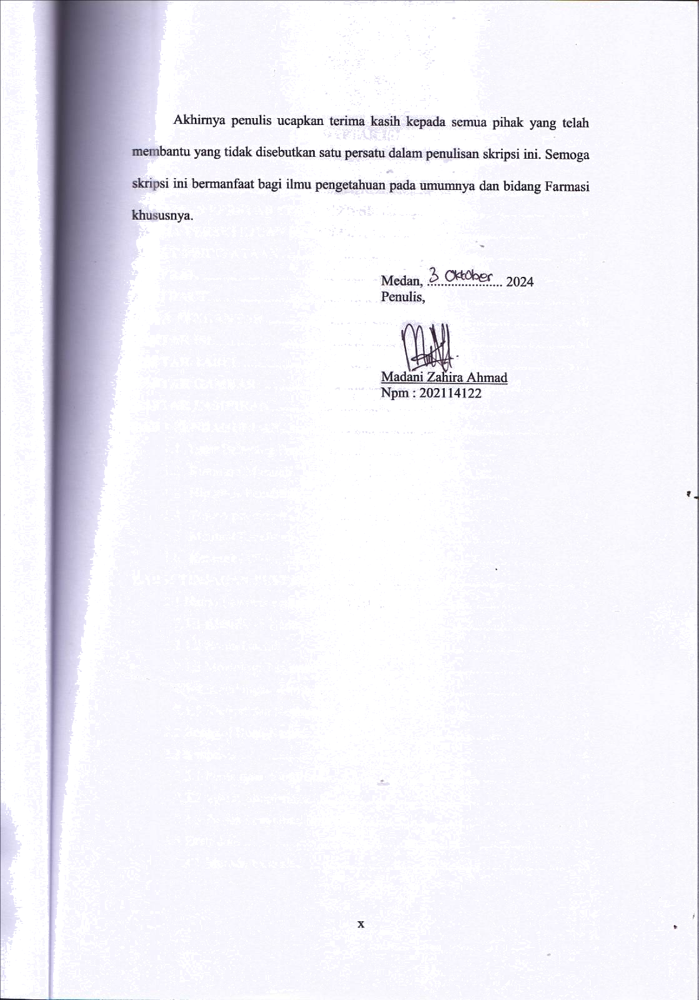 Akhirnya penulis ucapkan terima kasih kepada semua pihak yang telah
membantu yang tidak disebutkan satu persatu dalam penulisan skripsi ini. Semoga
skripsi ini bermanfaat bagi ilmu pengetahuan pada umumnya dan bidang Farmasi
khususnya.
Medan, 3 Oktober 2024
Penulis,
Madani Zahira Ahmad
Npm : 202114122
x